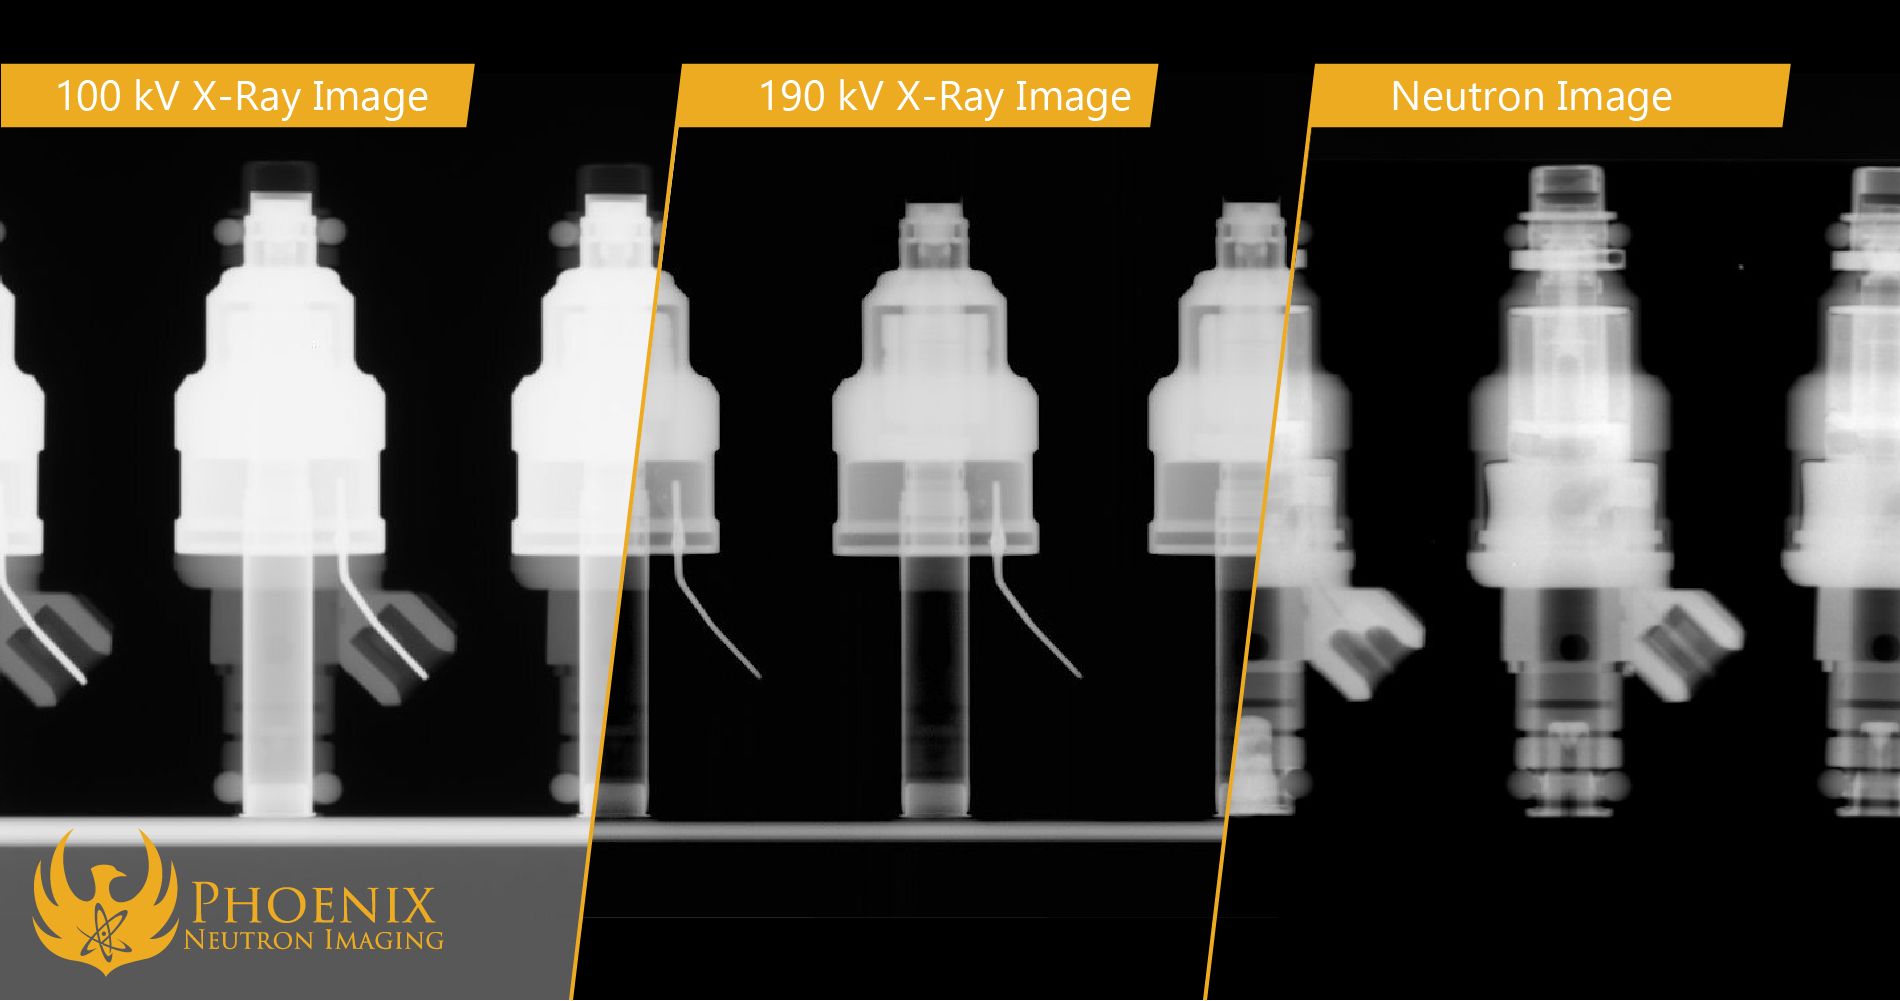 100 kV X-Ray Image
190 kV X-Ray Image
Neutron Image
PHOENIX
NEUTRON IMAGING